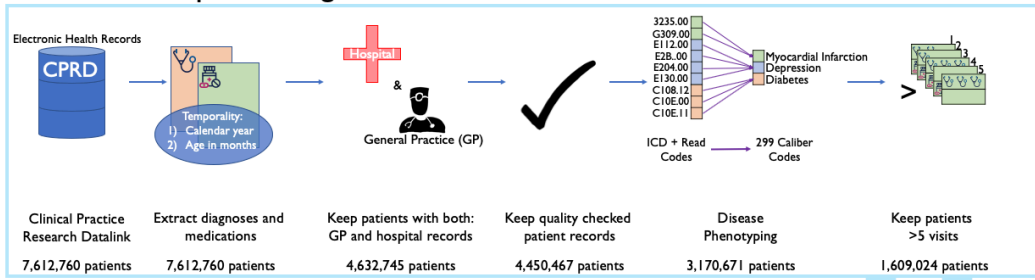 Electronic Health Records
CPRD
Temporality:
1) Calendar year
2) Age in months
Hospital
&
General Practice (GP)
3235.00
G309.00
E112.00
E2B..00
E204.00
E130.00
C108.12
C10E.00
C10E.11
Myocardial Infarction
Depression
Diabetes
ICD + Read
Codes
299 Caliber
Codes
>
1
2
3
4
5
Clinical Practice
Research Datalink
7,612,760 patients
Extract diagnoses and
medications
7,612,760 patients
Keep patients with both:
GP and hospital records
4,632,745 patients
Keep quality checked
patient records
4,450,467 patients
Disease
Phenotyping
3,170,671 patients
Keep patients
>5 visits
1,609,024 patients